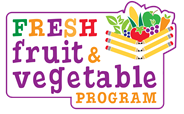 FRESH
fruit &
vegetable
PROGRAM